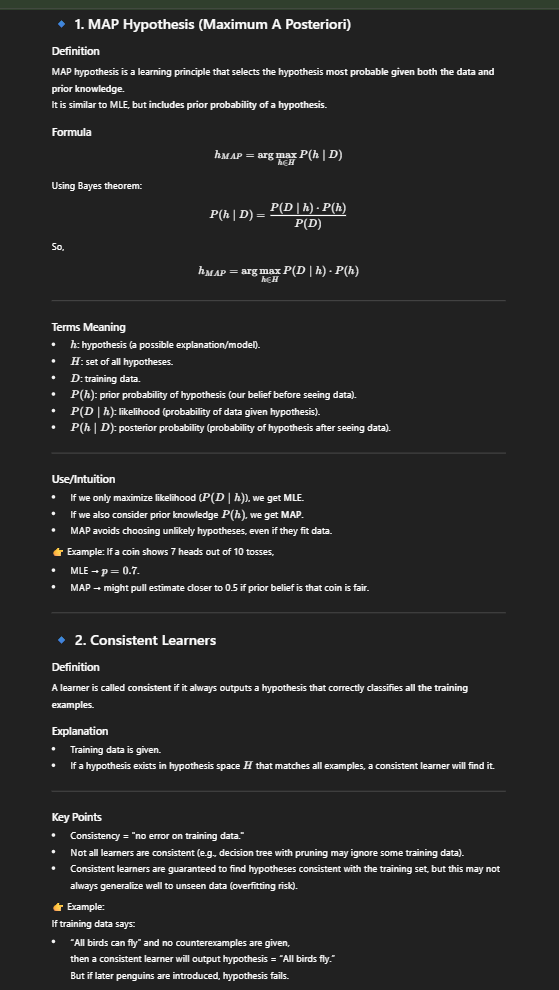 🔹 1. MAP Hypothesis (Maximum A Posteriori)
Definition
MAP hypothesis is a learning principle that selects the hypothesis most probable given both the data and
prior knowledge.
It is similar to MLE, but includes prior probability of a hypothesis.
Formula
h_{MAP} = arg max_{h∈H} P(h | D)
Using Bayes theorem:
P(h | D) = \frac{P(D | h) · P(h)}{P(D)}
So,
h_{MAP} = arg max_{h∈H} P(D | h) · P(h)
Terms Meaning
• h: hypothesis (a possible explanation/model).
• H: set of all hypotheses.
• D: training data.
• P(h): prior probability of hypothesis (our belief before seeing data).
• P(D | h): likelihood (probability of data given hypothesis).
• P(h | D): posterior probability (probability of hypothesis after seeing data).
Use/Intuition
• If we only maximize likelihood (P(D | h)), we get MLE.
• If we also consider prior knowledge P(h), we get MAP.
• MAP avoids choosing unlikely hypotheses, even if they fit data.
👉 Example: If a coin shows 7 heads out of 10 tosses,
• MLE → p = 0.7.
• MAP → might pull estimate closer to 0.5 if prior belief is that coin is fair.
🔹 2. Consistent Learners
Definition
A learner is called consistent if it always outputs a hypothesis that correctly classifies all the training
examples.
Explanation
• Training data is given.
• If a hypothesis exists in hypothesis space H that matches all examples, a consistent learner will find it.
Key Points
• Consistency = "no error on training data."
• Not all learners are consistent (e.g., decision tree with pruning may ignore some training data).
• Consistent learners are guaranteed to find hypotheses consistent with the training set, but this may not
always generalize well to unseen data (overfitting risk).
👉 Example:
If training data says:
• "All birds can fly" and no counterexamples are given,
then a consistent learner will output hypothesis = "All birds fly."
But if later penguins are introduced, hypothesis fails.